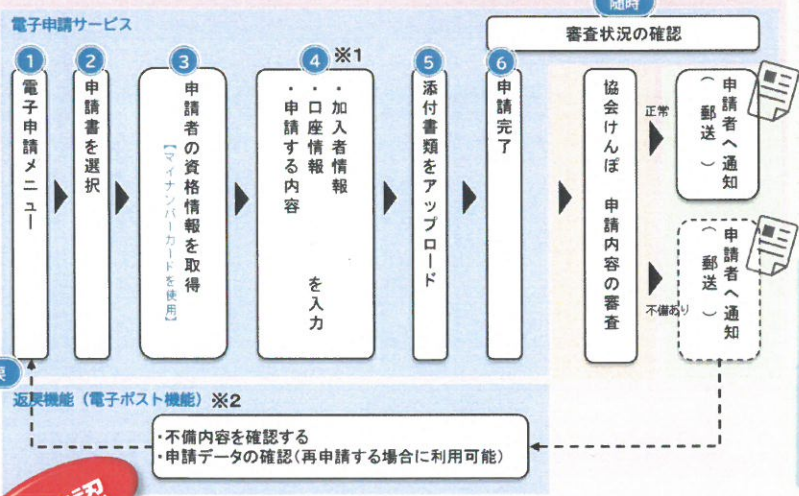 随時
電子申請サービス
審査状況の確認
1
電子申請メニュー
2
申請書を選択
3
申請者の資格情報を取得
【マイナンバーカードを使用】
4
※1
・加入者情報
・口座情報
・申請する内容
を入力
5
添付書類をアップロード
6
申請完了
協会けんぽ 申請内容の審査
正常
申請者へ通知
(郵送)
不備あり
申請者へ通知
(郵送)
戻
返戻機能(電子ポスト機能)※2
・不備内容を確認する
・申請データの確認(再申請する場合に利用可能)
認